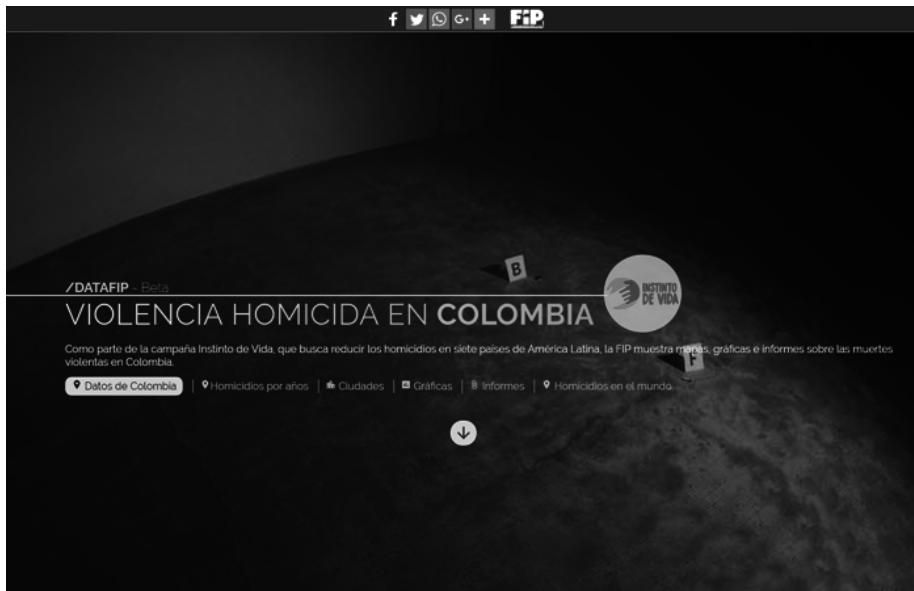 f G+ + FiP
B
/DATAFIP - Beta
INSTINTO
DE VIDA
VIOLENCIA HOMICIDA EN COLOMBIA
Como parte de la campaña Instinto de Vida, que busca reducir los homicidios en siete países de América Latina, la FIP muestra mapas, gráficas e informes sobre las muertes
violentas en Colombia.
F
Datos de Colombia | Homicidios por años | Ciudades | Gráficas | Informes | Homicidios en el mundo